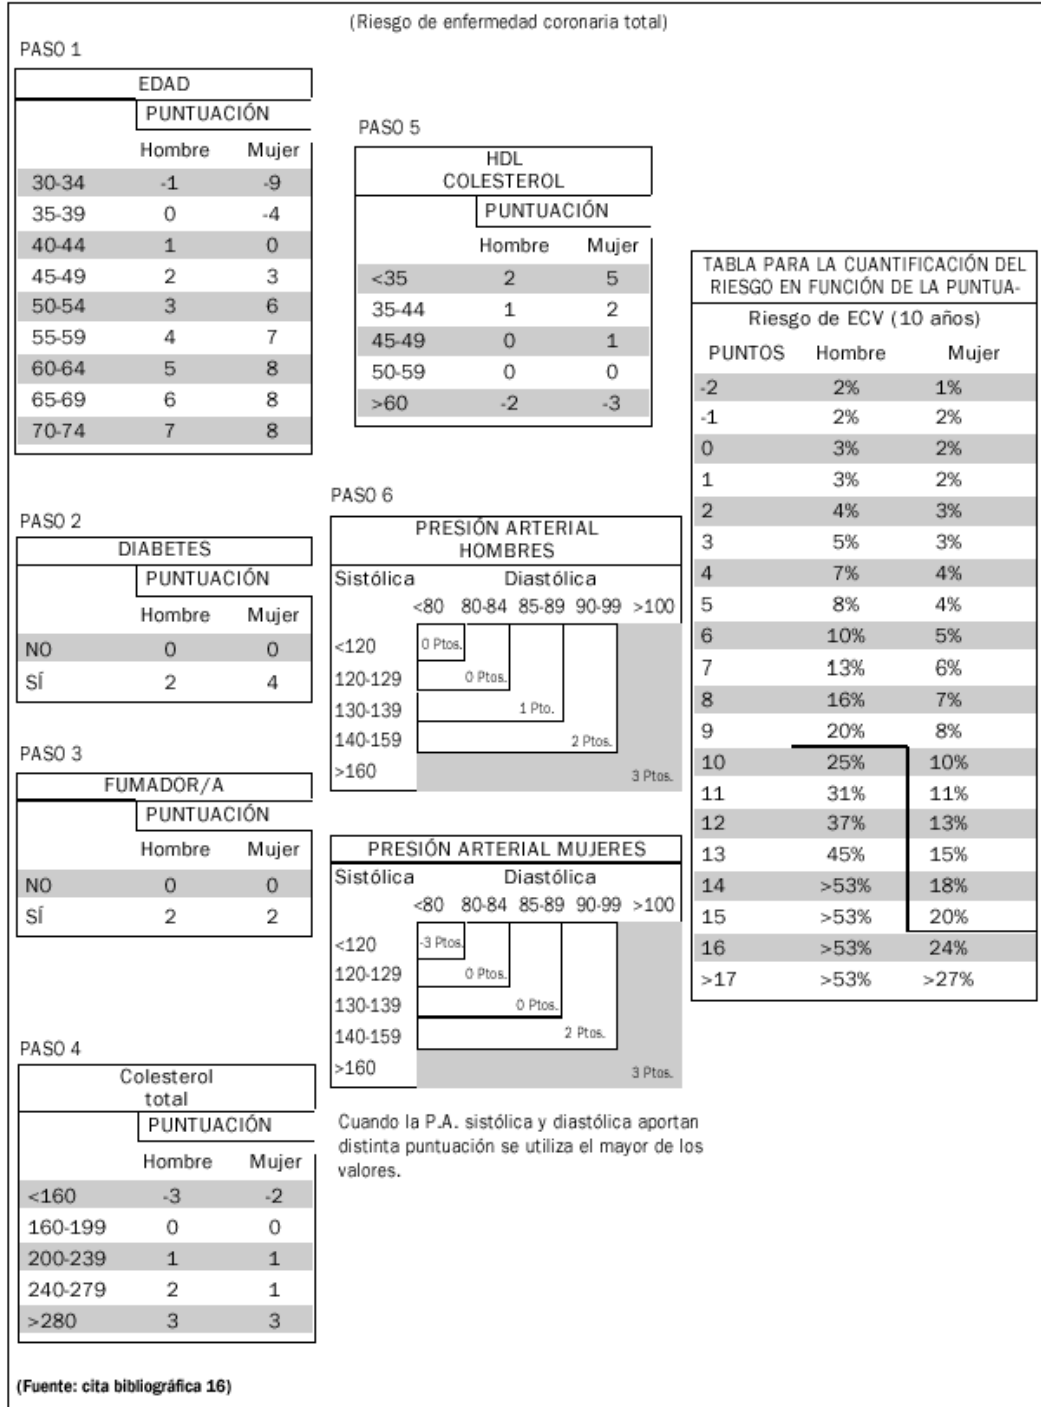 (Riesgo de enfermedad coronaria total)
PASO 1
EDAD
PUNTUACIÓN
Hombre Mujer
30-34 -1 -9
35-39 0 -4
40-44 1 0
45-49 2 3
50-54 3 6
55-59 4 7
60-64 5 8
65-69 6 8
70-74 7 8
PASO 2
DIABETES
PUNTUACIÓN
Hombre Mujer
NO 0 0
SÍ 2 4
PASO 3
FUMADOR/A
PUNTUACIÓN
Hombre Mujer
NO 0 0
SÍ 2 2
PASO 4
Colesterol
total
PUNTUACIÓN
Hombre Mujer
<160 -3 -2
160-199 0 0
200-239 1 1
240-279 2 1
>280 3 3
PASO 5
HDL
COLESTEROL
PUNTUACIÓN
Hombre Mujer
<35 2 5
35-44 1 2
45-49 0 1
50-59 0 0
>60 -2 -3
PASO 6
PRESIÓN ARTERIAL
HOMBRES
Sistólica Diastólica
<80 80-84 85-89 90-99 >100
<120 0 Ptos.
120-129 0 Ptos.
130-139 1 Pto.
140-159 2 Ptos.
>160 3 Ptos.
PRESIÓN ARTERIAL MUJERES
Sistólica Diastólica
<80 80-84 85-89 90-99 >100
<120 -3 Ptos.
120-129 0 Ptos.
130-139 0 Ptos.
140-159 2 Ptos.
>160 3 Ptos.
Cuando la P.A. sistólica y diastólica aportan
distinta puntuación se utiliza el mayor de los
valores.
TABLA PARA LA CUANTIFICACIÓN DEL
RIESGO EN FUNCIÓN DE LA PUNTUA-
Riesgo de ECV (10 años)
PUNTOS Hombre Mujer
-2 2% 1%
-1 2% 2%
0 3% 2%
1 3% 2%
2 4% 3%
3 5% 3%
4 7% 4%
5 8% 4%
6 10% 5%
7 13% 6%
8 16% 7%
9 20% 8%
10 25% 10%
11 31% 11%
12 37% 13%
13 45% 15%
14 >53% 18%
15 >53% 20%
16 >53% 24%
>17 >53% >27%
(Fuente: cita bibliográfica 16)